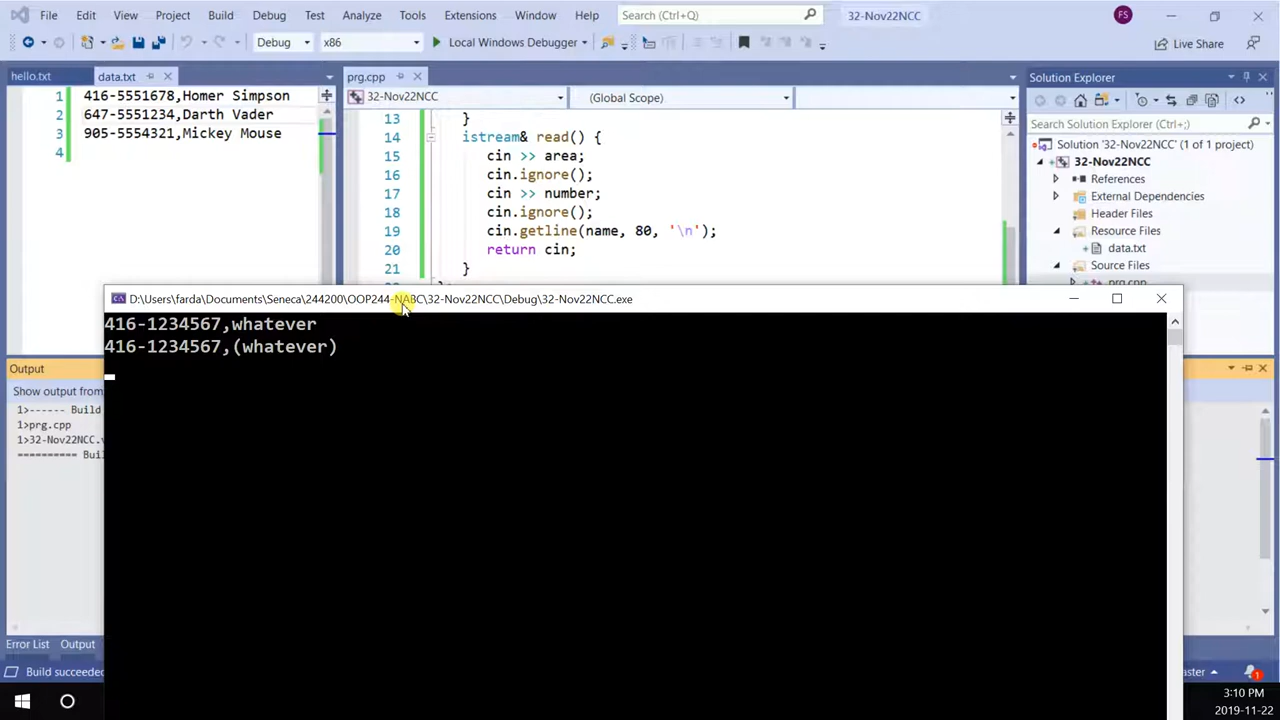 File Edit View Project Build Debug Test Analyze Tools Extensions Window Help Search (Ctrl+Q) 32-Nov22NCC FS
Debug x86 Local Windows Debugger Live Share
hello.txt data.txt prg.cpp Solution Explorer
32-Nov22NCC (Global Scope)
Search Solution Explorer (Ctrl+;)
1 416-5551678,Homer Simpson
2 647-5551234,Darth Vader
3 905-5554321,Mickey Mouse
4
13 }
14 istream& read() {
15 cin >> area;
16 cin.ignore();
17 cin >> number;
18 cin.ignore();
19 cin.getline(name, 80, '\n');
20 return cin;
21 }
Solution '32-Nov22NCC' (1 of 1 project)
32-Nov22NCC
References
External Dependencies
Header Files
Resource Files
data.txt
Source Files
prg.cpp
D:\Users\farda\Documents\Seneca\244200\OOP244-NABC\32-Nov22NCC\Debug\32-Nov22NCC.exe
416-1234567,whatever
416-1234567,(whatever)
Output
Show output from
1>------ Build
1>prg.cpp
1>32-Nov22NCC.
========== Bui
Error List Output
Build succeeded
1
3:10 PM
2019-11-22